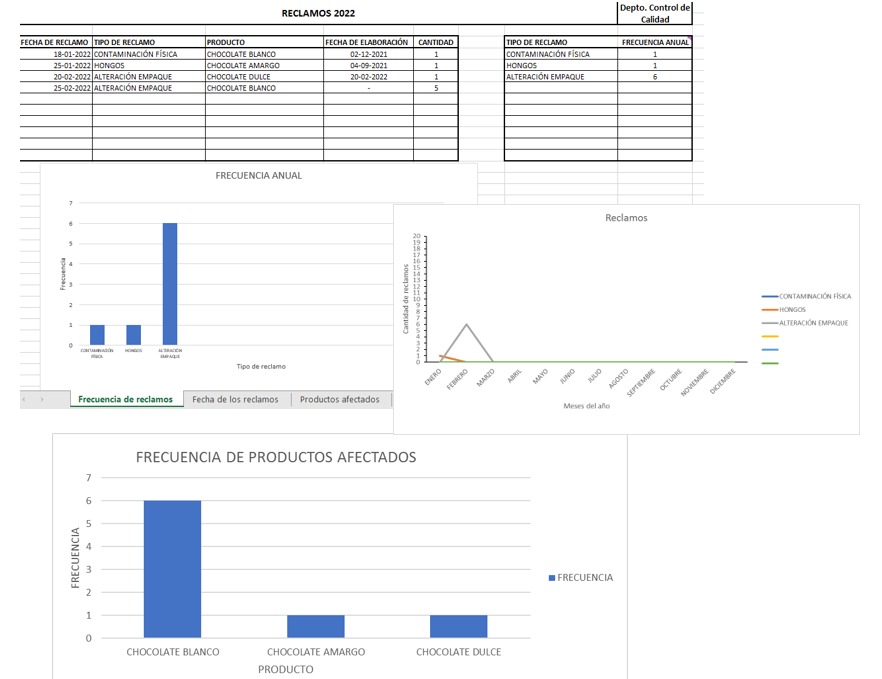 RECLAMOS 2022
Depto. Control de
Calidad
FECHA DE RECLAMO TIPO DE RECLAMO PRODUCTO FECHA DE ELABORACIÓN CANTIDAD
18-01-2022 CONTAMINACIÓN FÍSICA CHOCOLATE BLANCO 02-12-2021 1
25-01-2022 HONGOS CHOCOLATE AMARGO 04-09-2021 1
20-02-2022 ALTERACIÓN EMPAQUE CHOCOLATE DULCE 20-02-2022 1
25-02-2022 ALTERACIÓN EMPAQUE CHOCOLATE BLANCO - 5
TIPO DE RECLAMO FRECUENCIA ANUAL
CONTAMINACIÓN FÍSICA 1
HONGOS 1
ALTERACIÓN EMPAQUE 6
FRECUENCIA ANUAL
7
6
5
4
3
2
1
0
Frecuencia
CONTAMINACIÓN FÍSICA HONGOS ALTERACIÓN EMPAQUE
Tipo de reclamo
Reclamos
20
19
18
17
16
15
14
13
12
11
10
9
8
7
6
5
4
3
2
1
0
Cantidad de reclamos
ENERO FEBRERO MARZO ABRIL MAYO JUNIO JULIO AGOSTO SEPTIEMBRE OCTUBRE NOVIEMBRE DICIEMBRE
Meses del año
CONTAMINACIÓN FÍSICA
HONGOS
ALTERACIÓN EMPAQUE
Frecuencia de reclamos Fecha de los reclamos Productos afectados
FRECUENCIA DE PRODUCTOS AFECTADOS
7
6
5
4
3
2
1
0
FRECUENCIA
CHOCOLATE BLANCO CHOCOLATE AMARGO CHOCOLATE DULCE
PRODUCTO
FRECUENCIA